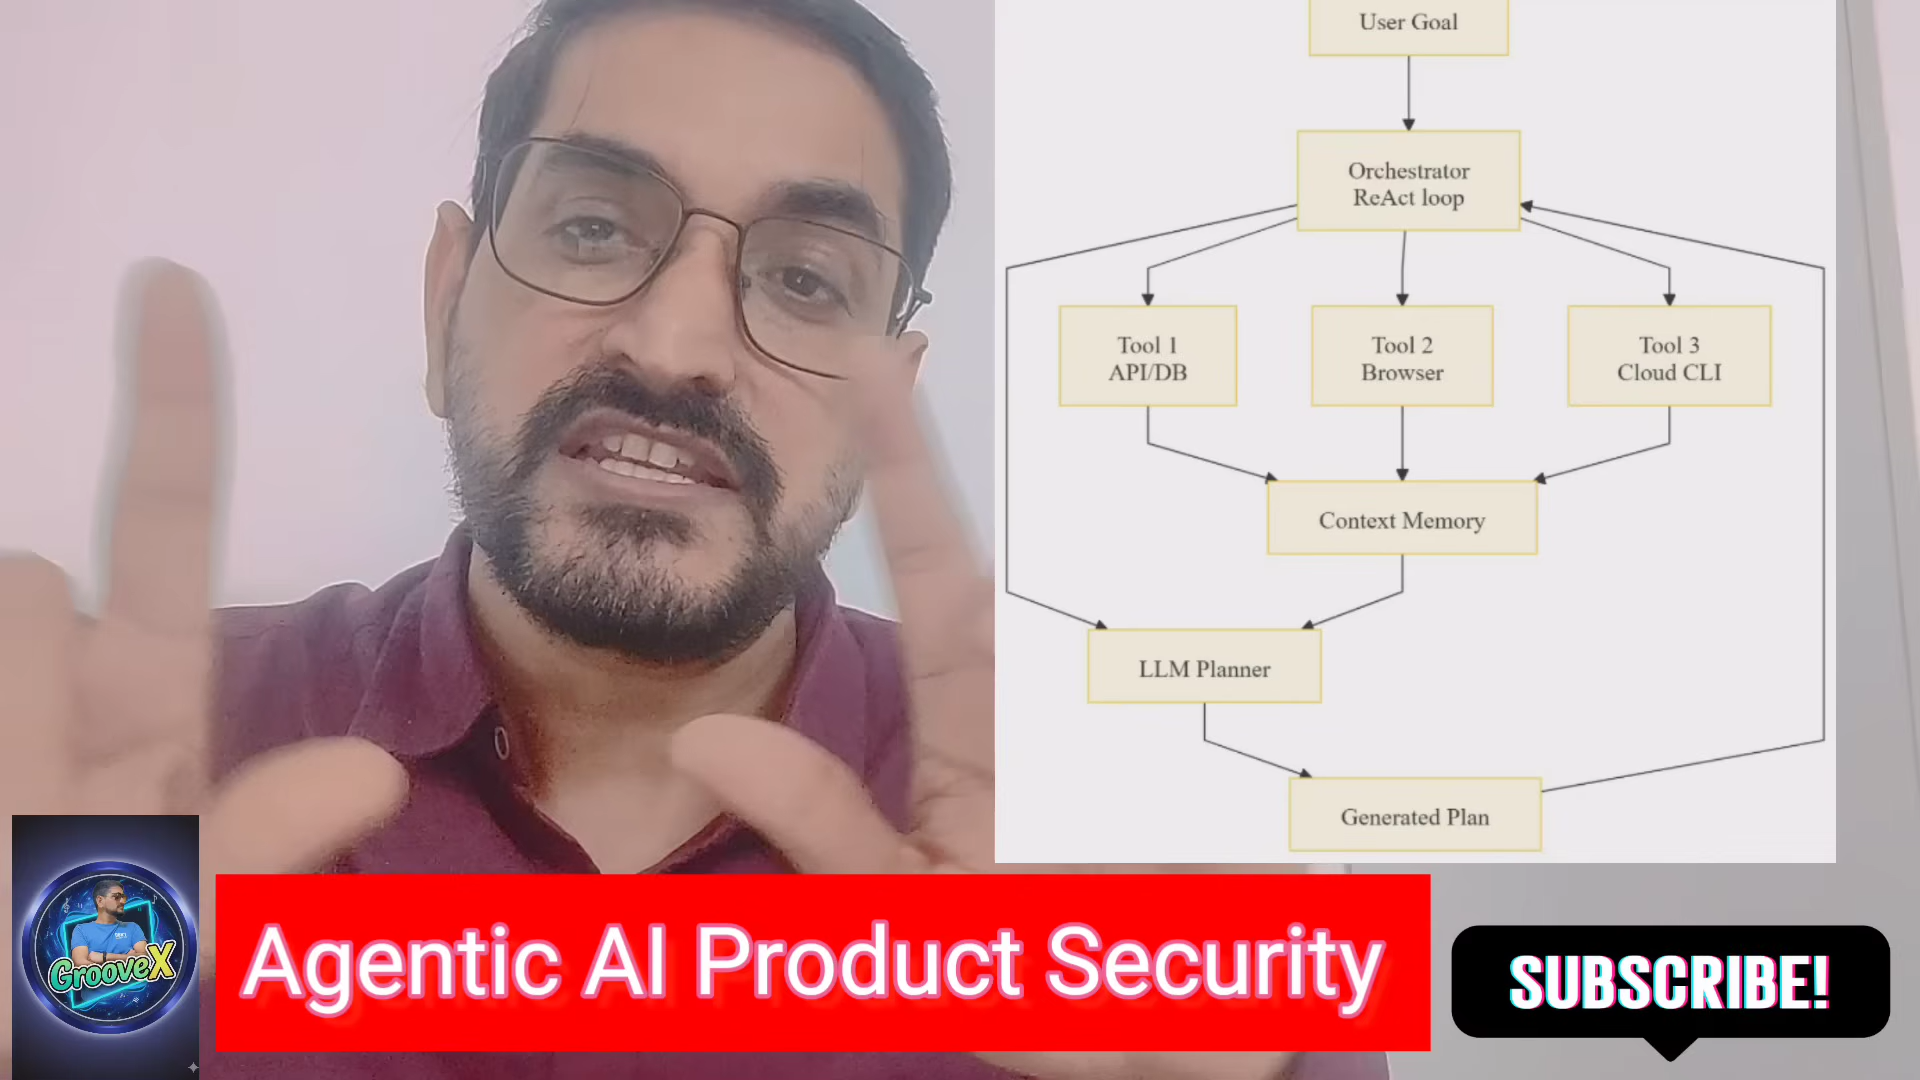 User Goal
Orchestrator
ReAct loop
Tool 1
API/DB
Tool 2
Browser
Tool 3
Cloud CLI
Context Memory
LLM Planner
Generated Plan
GrooveX
Agentic AI Product Security
SUBSCRIBE!